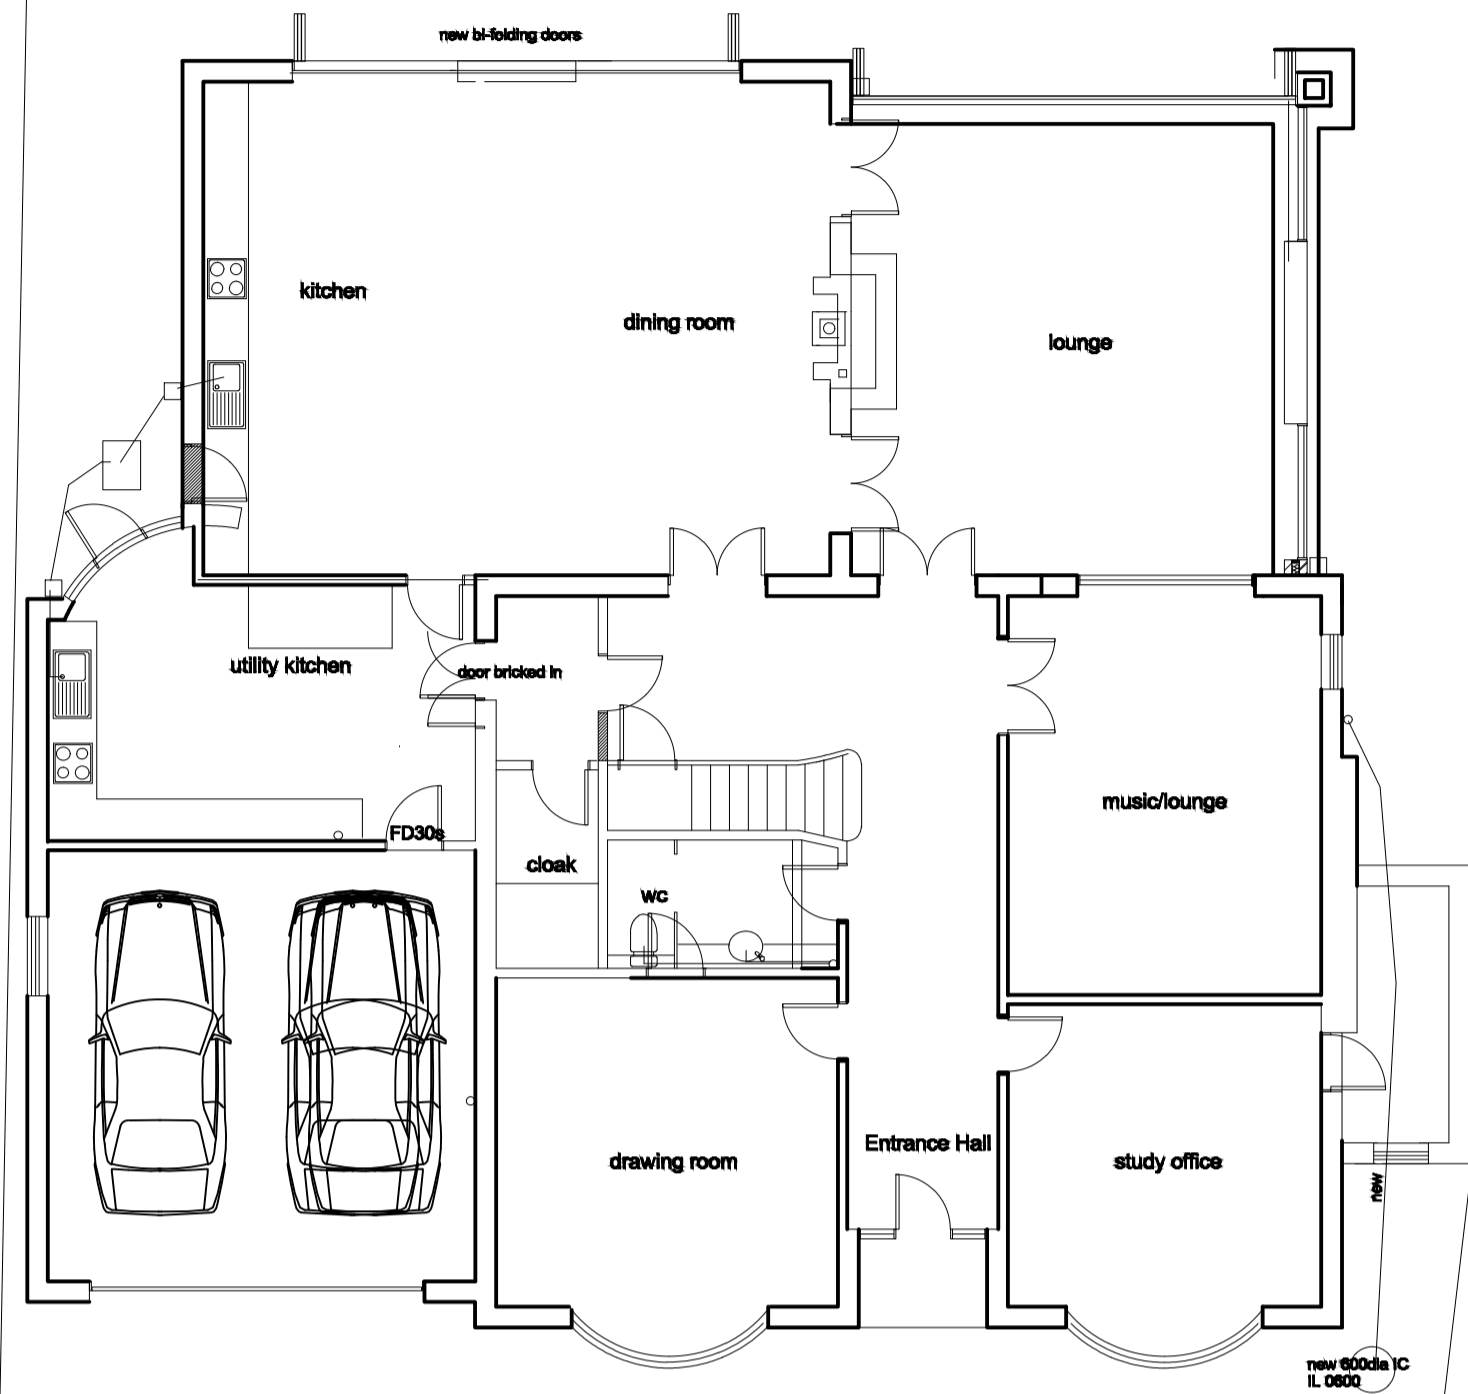 new bi-folding doors
kitchen
dining room
lounge
utility kitchen
door bricked in
music/lounge
FD30s
cloak
wc
Entrance Hall
drawing room
study office
new
new 600dia IC
IL 0600